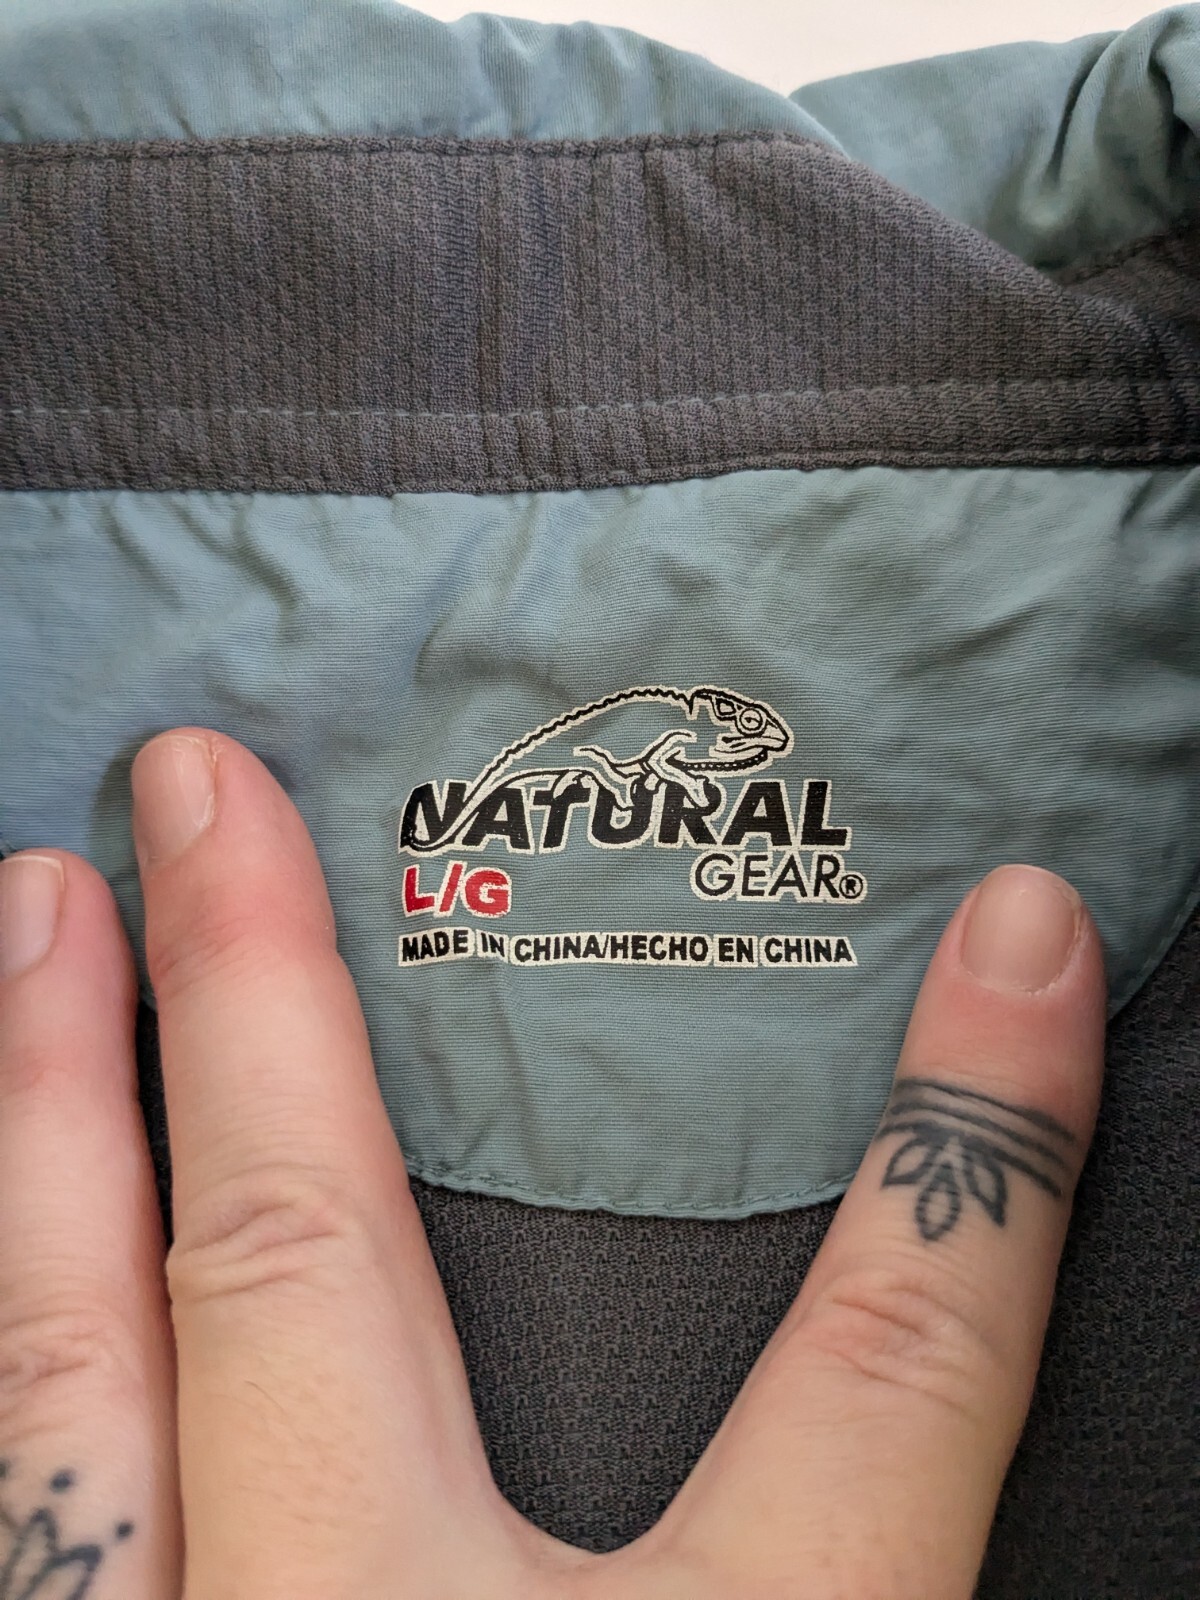 NATURAL
GEAR®
L/G
MADE IN CHINA/HECHO EN CHINA